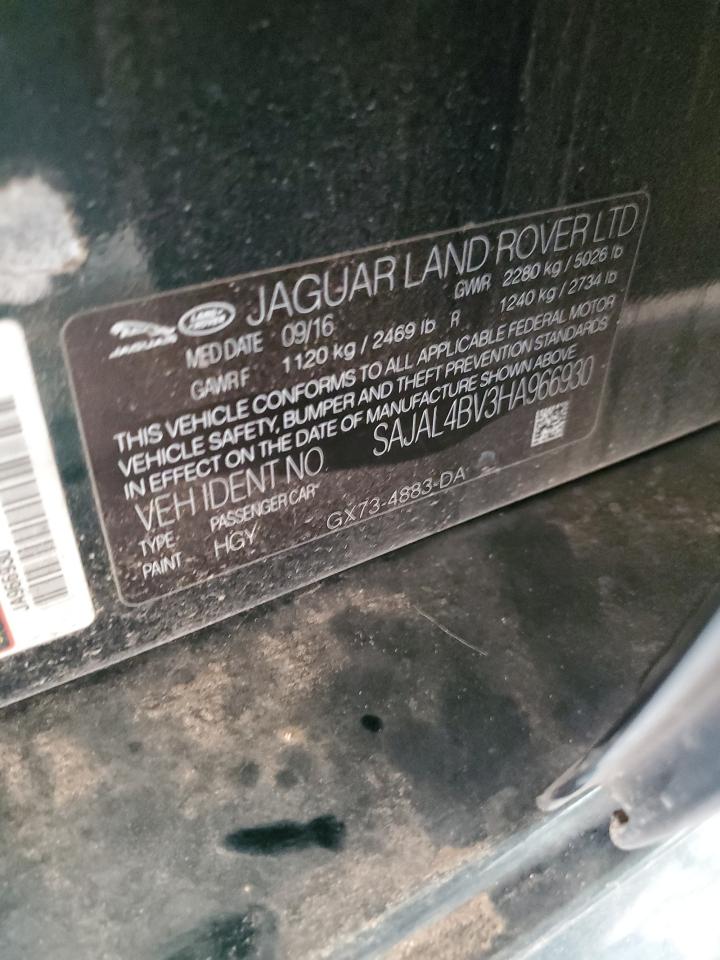 JAGUAR LAND ROVER LTD
JAGUAR
LAND ROVER
MFD DATE 09/16 GVWR 2280 kg / 5026 lb
GAWR F 1120 kg / 2469 lb R 1240 kg / 2734 lb
THIS VEHICLE CONFORMS TO ALL APPLICABLE FEDERAL MOTOR
VEHICLE SAFETY, BUMPER AND THEFT PREVENTION STANDARDS
IN EFFECT ON THE DATE OF MANUFACTURE SHOWN ABOVE
VEH IDENT NO SAJAL4BV3HA966930
TYPE PASSENGER CAR
PAINT HGY GX73-4883-DA